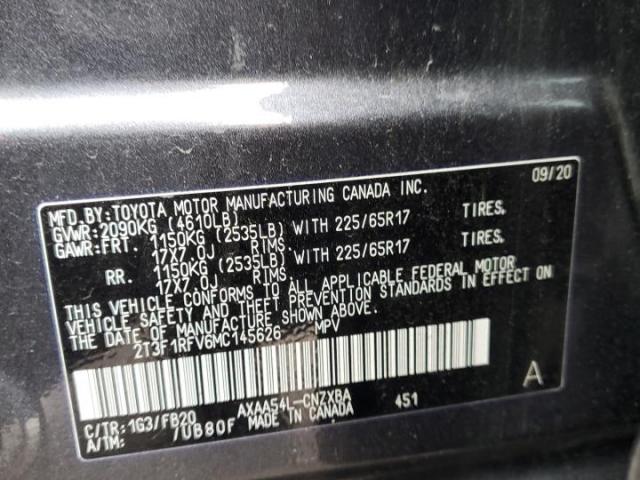 MFD.BY:TOYOTA MOTOR MANUFACTURING CANADA INC. 09/20
GVWR:2090KG (4610LB)
GAWR:FRT. 1150KG (2535LB) WITH 225/65R17 TIRES.
17X7.0J RIMS.
RR. 1150KG (2535LB) WITH 225/65R17 TIRES.
17X7.0J RIMS.
THIS VEHICLE CONFORMS TO ALL APPLICABLE FEDERAL MOTOR
VEHICLE SAFETY AND THEFT PREVENTION STANDARDS IN EFFECT ON
THE DATE OF MANUFACTURE SHOWN ABOVE.
2T3F1RFV6MC145626 MPV
A
C/TR:1G3/FB20 AXAA54L-CNZXBA 451
A/TM: /UB80F MADE IN CANADA